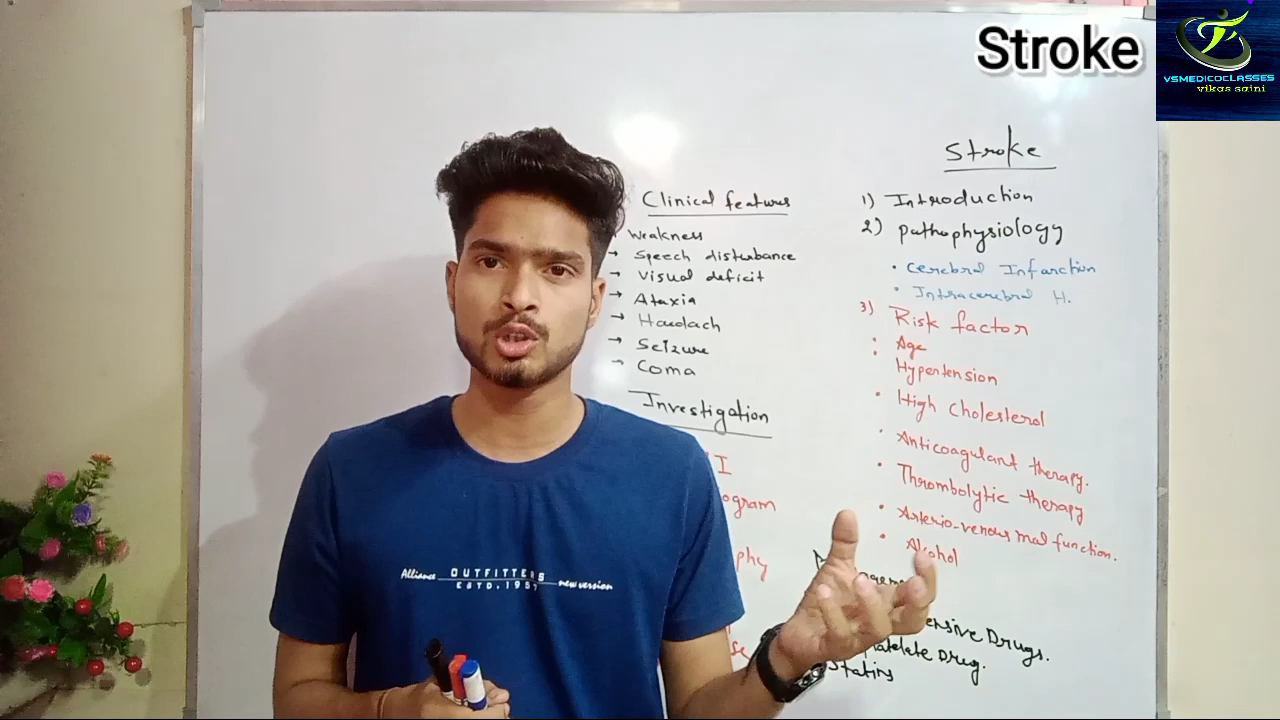 Stroke
VSMEDICOCLASSES
vikas saini
Stroke
1) Introduction
2) pathophysiology
• Cerebral Infarction
• Intracerebral H.
3) Risk factor
• Age
• Hypertension
• High Cholesterol
• Anticoagulant therapy.
• Thrombolytic therapy
• Arterio-venous mal function.
• Alcohol
Clinical features
Weakness
→ Speech disturbance
→ Visual deficit
→ Ataxia
→ Headach
→ Seizure
→ Coma
Investigation
Drugs.
Drug.
Statins
Alliance OUTFITTERS new version
ESTD. 1957